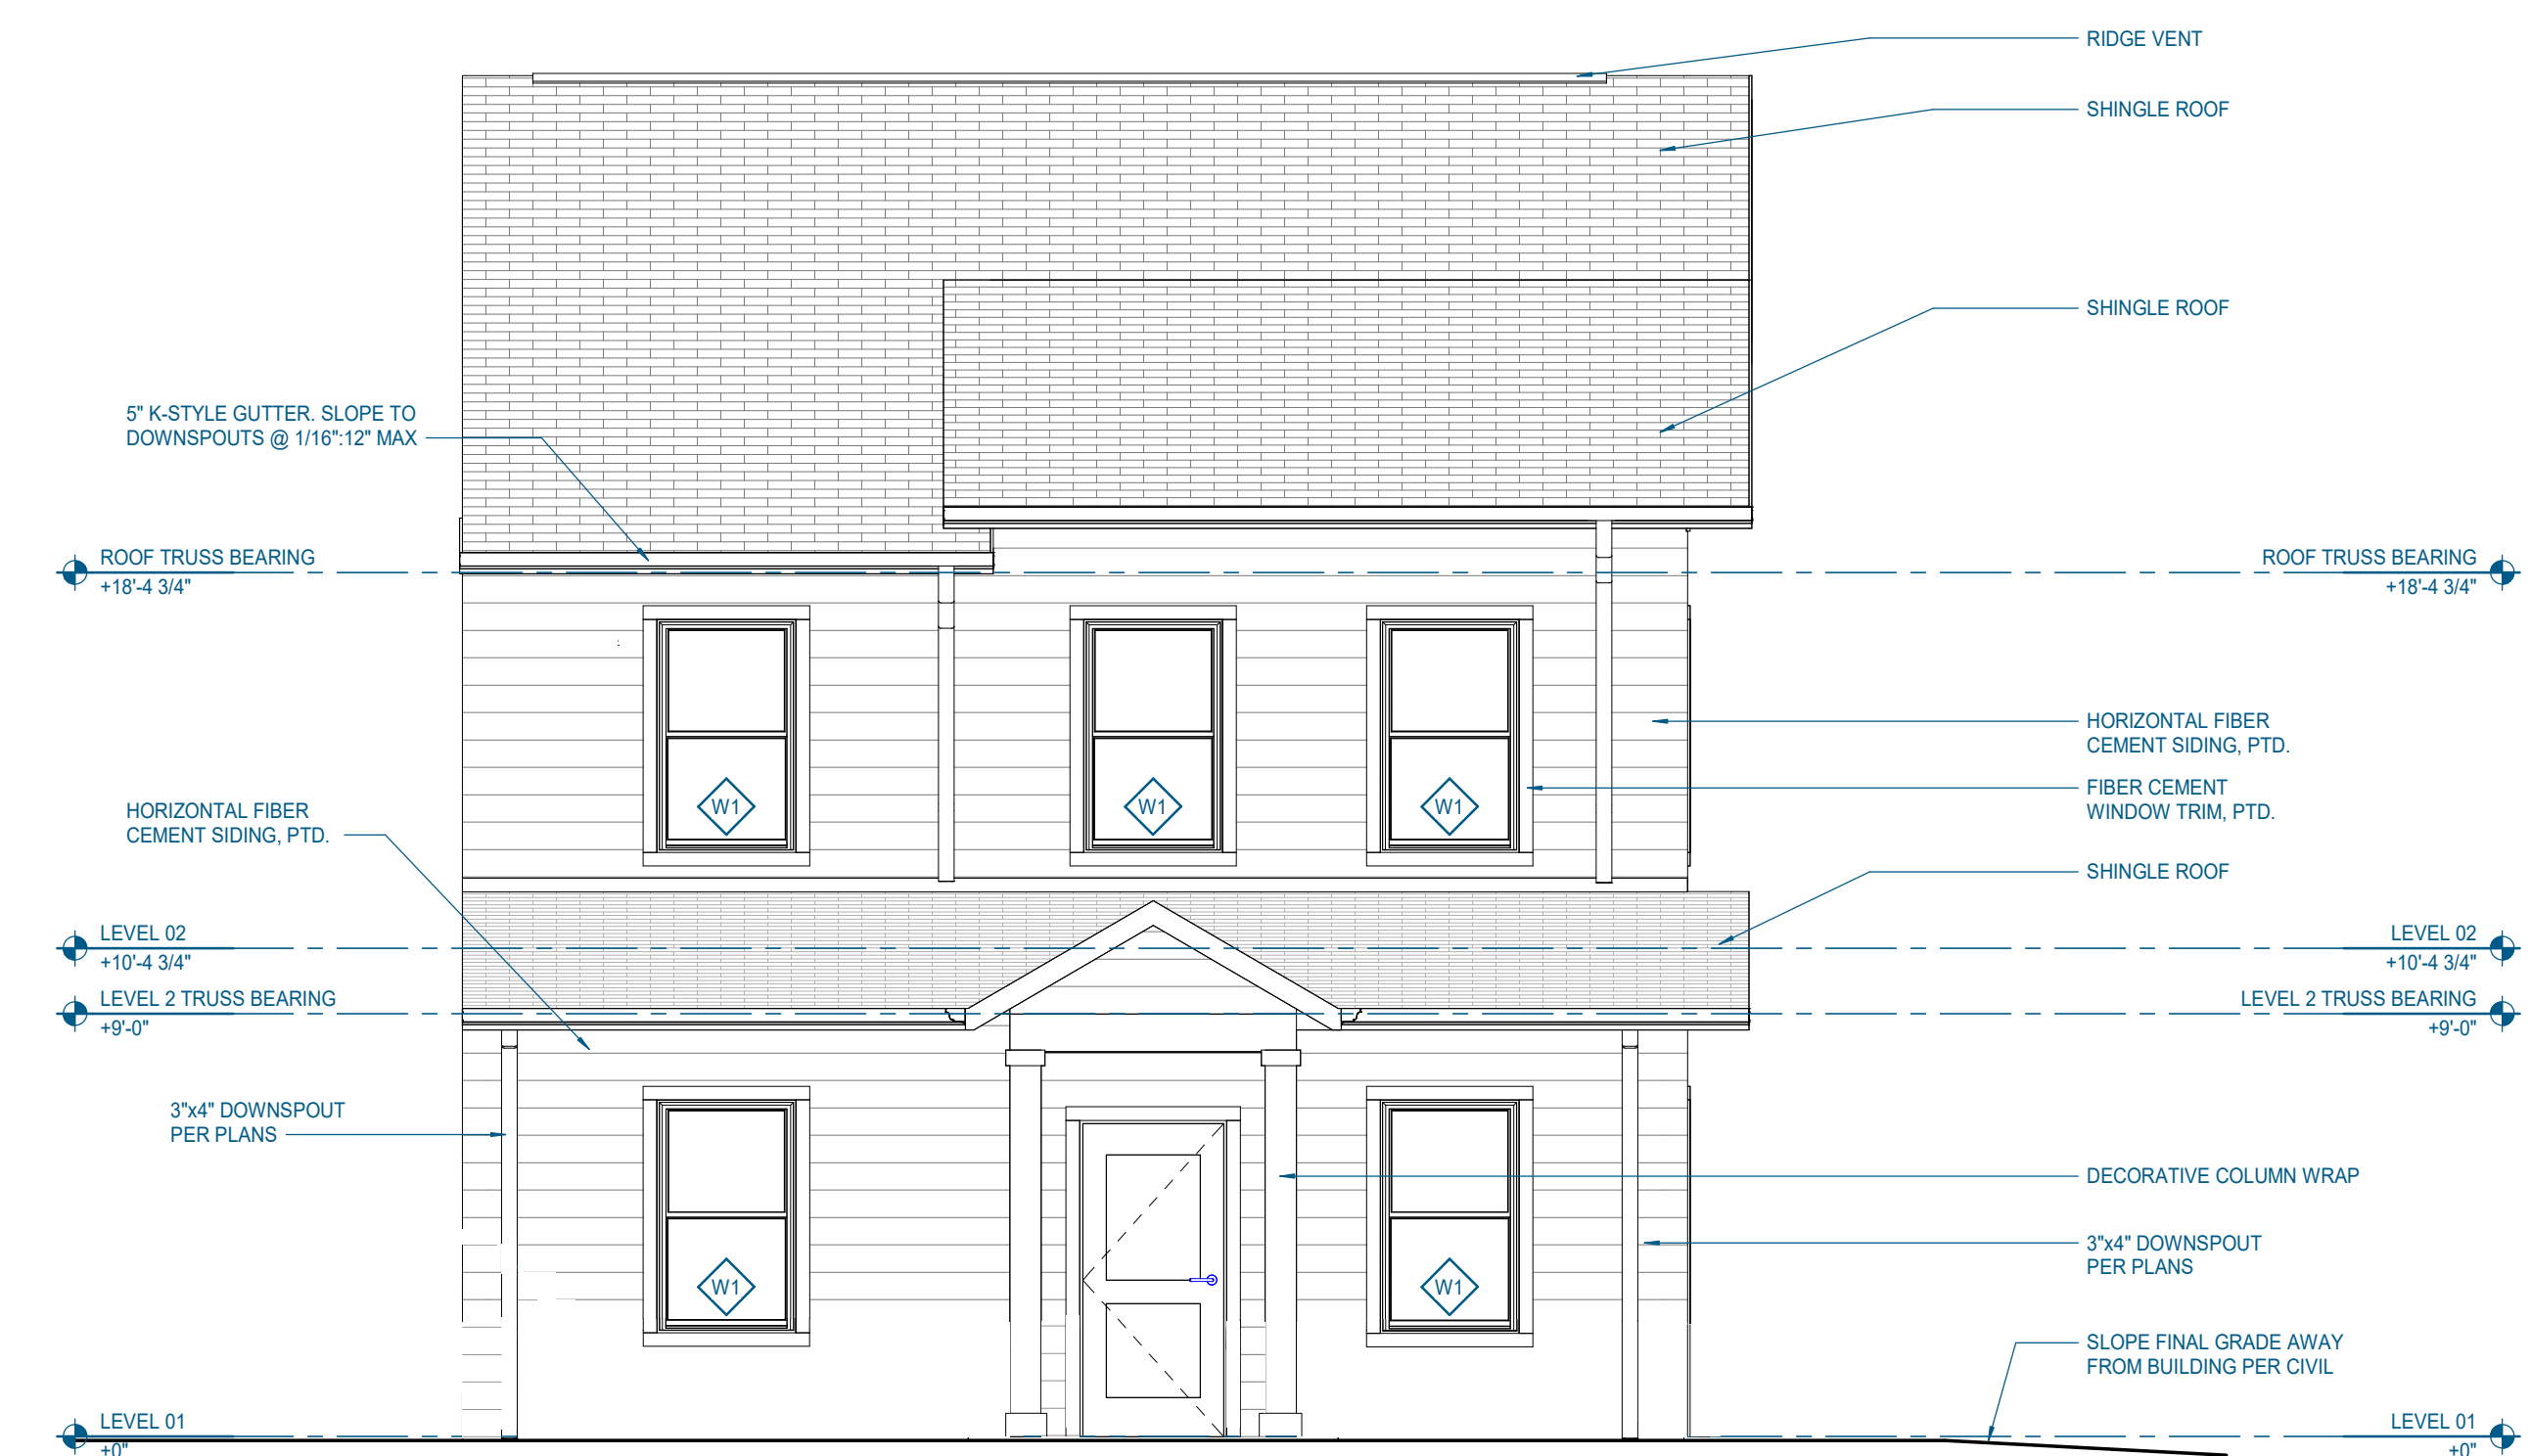 RIDGE VENT
SHINGLE ROOF
SHINGLE ROOF
5" K-STYLE GUTTER. SLOPE TO
DOWNSPOUTS @ 1/16":12" MAX
ROOF TRUSS BEARING
+18'-4 3/4"
ROOF TRUSS BEARING
+18'-4 3/4"
HORIZONTAL FIBER
CEMENT SIDING, PTD.
FIBER CEMENT
WINDOW TRIM, PTD.
W1
W1
W1
HORIZONTAL FIBER
CEMENT SIDING, PTD.
SHINGLE ROOF
LEVEL 02
+10'-4 3/4"
LEVEL 02
+10'-4 3/4"
LEVEL 2 TRUSS BEARING
+9'-0"
LEVEL 2 TRUSS BEARING
+9'-0"
3"x4" DOWNSPOUT
PER PLANS
DECORATIVE COLUMN WRAP
3"x4" DOWNSPOUT
PER PLANS
W1
W1
SLOPE FINAL GRADE AWAY
FROM BUILDING PER CIVIL
LEVEL 01
+0"
LEVEL 01
+0"